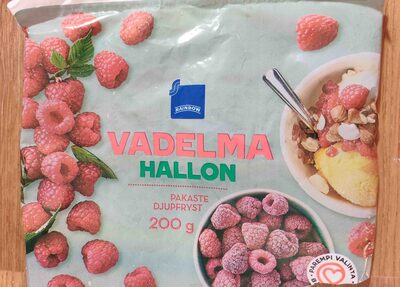 RAINBOW
VADELMA
HALLON
PAKASTE
DJUPFRYST
200 g
PAREMPI VALINTA